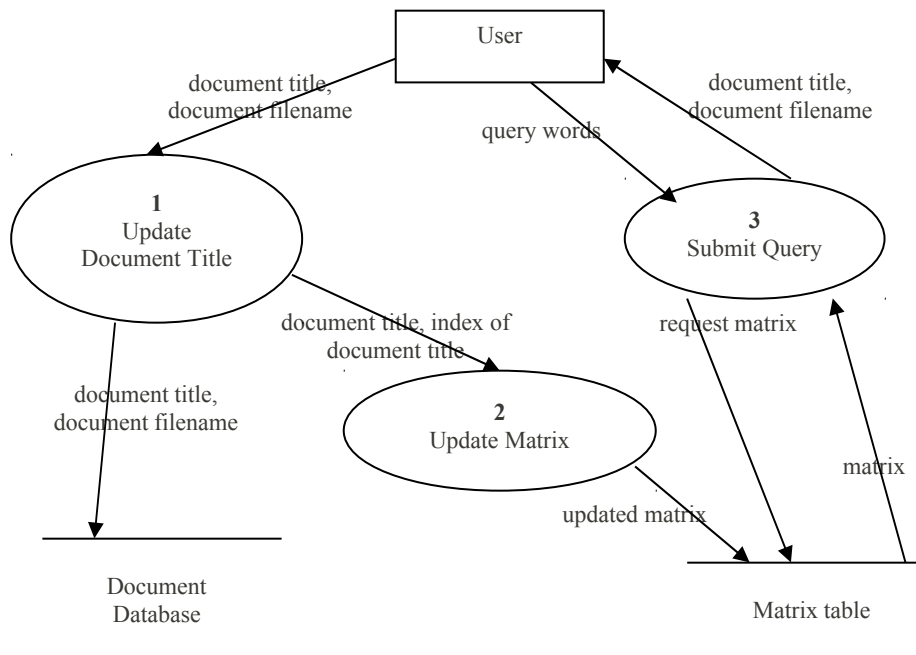 User
document title,
document filename
query words
document title,
document filename
1
Update
Document Title
3
Submit Query
document title, index of
document title
request matrix
document title,
document filename
2
Update Matrix
matrix
updated matrix
Document
Database
Matrix table